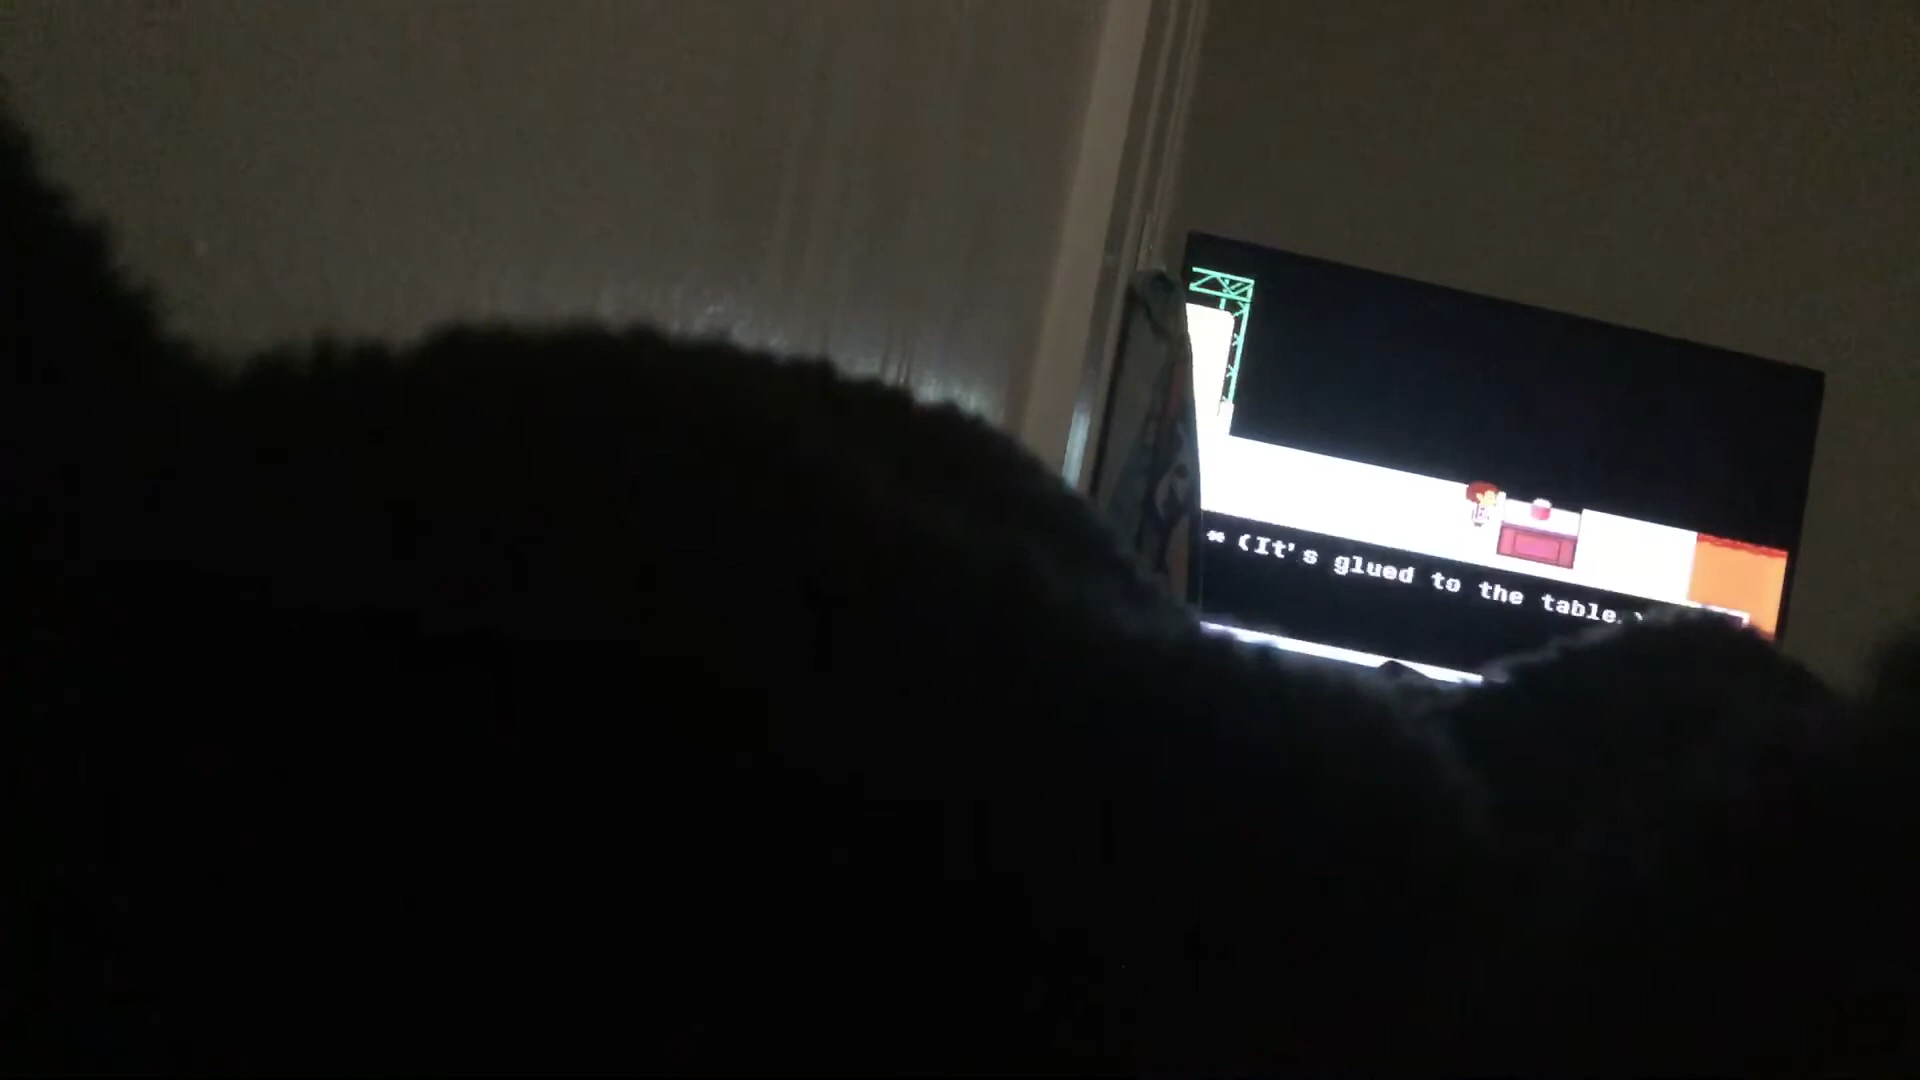 * (It's glued to the table.)